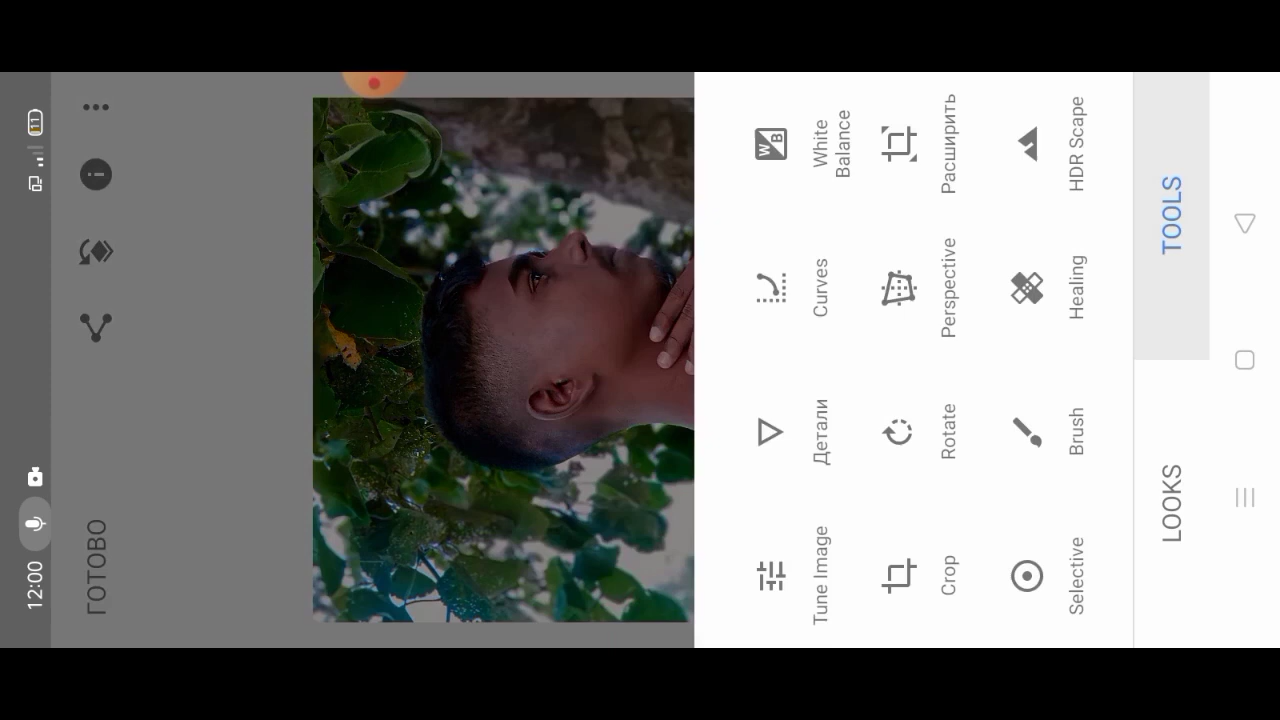 12:00
11
ГОТОВО
Tune Image
Детали
Curves
White
Balance
W
B
Crop
Rotate
Perspective
Расширить
Selective
Brush
Healing
HDR Scape
LOOKS
TOOLS